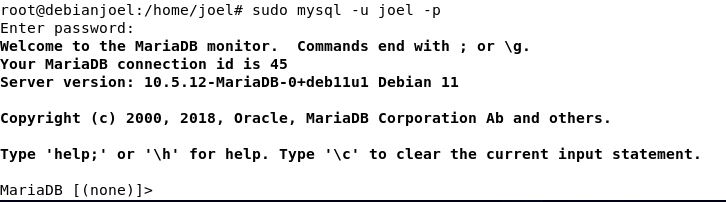 root@debianjoel:/home/joel# sudo mysql -u joel -p
Enter password:
Welcome to the MariaDB monitor.  Commands end with ; or \g.
Your MariaDB connection id is 45
Server version: 10.5.12-MariaDB-0+deb11u1 Debian 11

Copyright (c) 2000, 2018, Oracle, MariaDB Corporation Ab and others.

Type 'help;' or '\h' for help. Type '\c' to clear the current input statement.

MariaDB [(none)]>